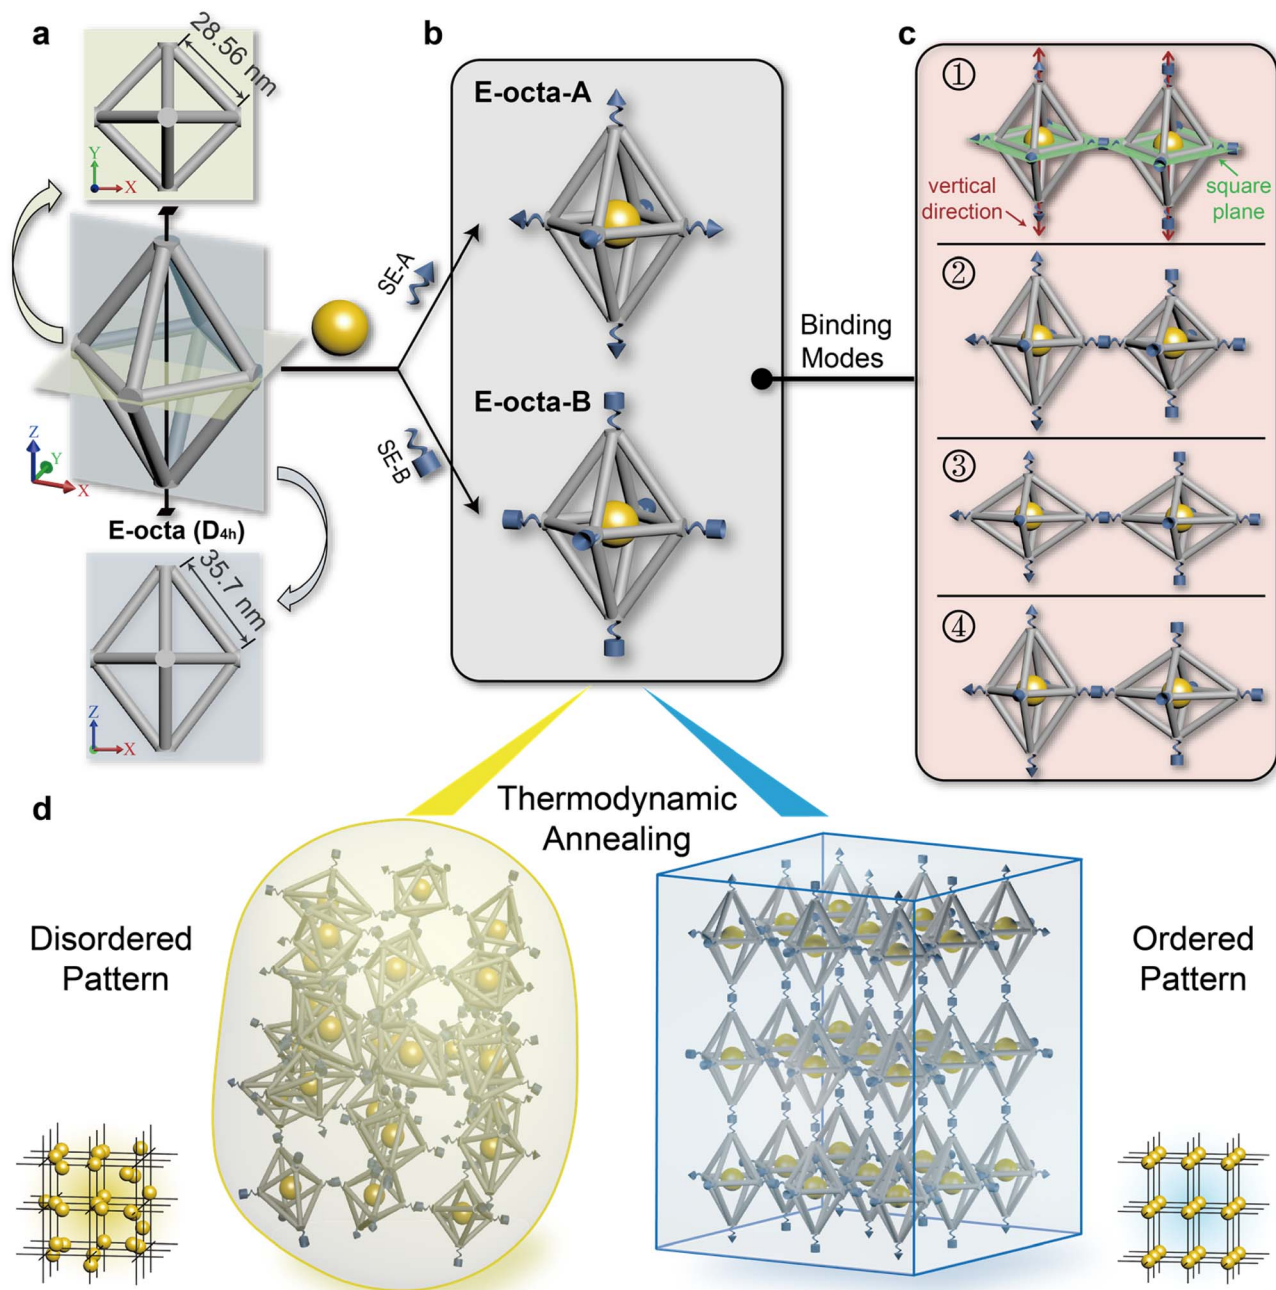 a
28.56 nm
Y
X
Z
Y
X
E-octa (D4h)
35.7 nm
Z
X
SE-A
SE-B
b
E-octa-A
E-octa-B
Binding
Modes
c
①
vertical
direction
square
plane
②
③
④
d
Thermodynamic
Annealing
Disordered
Pattern
Ordered
Pattern